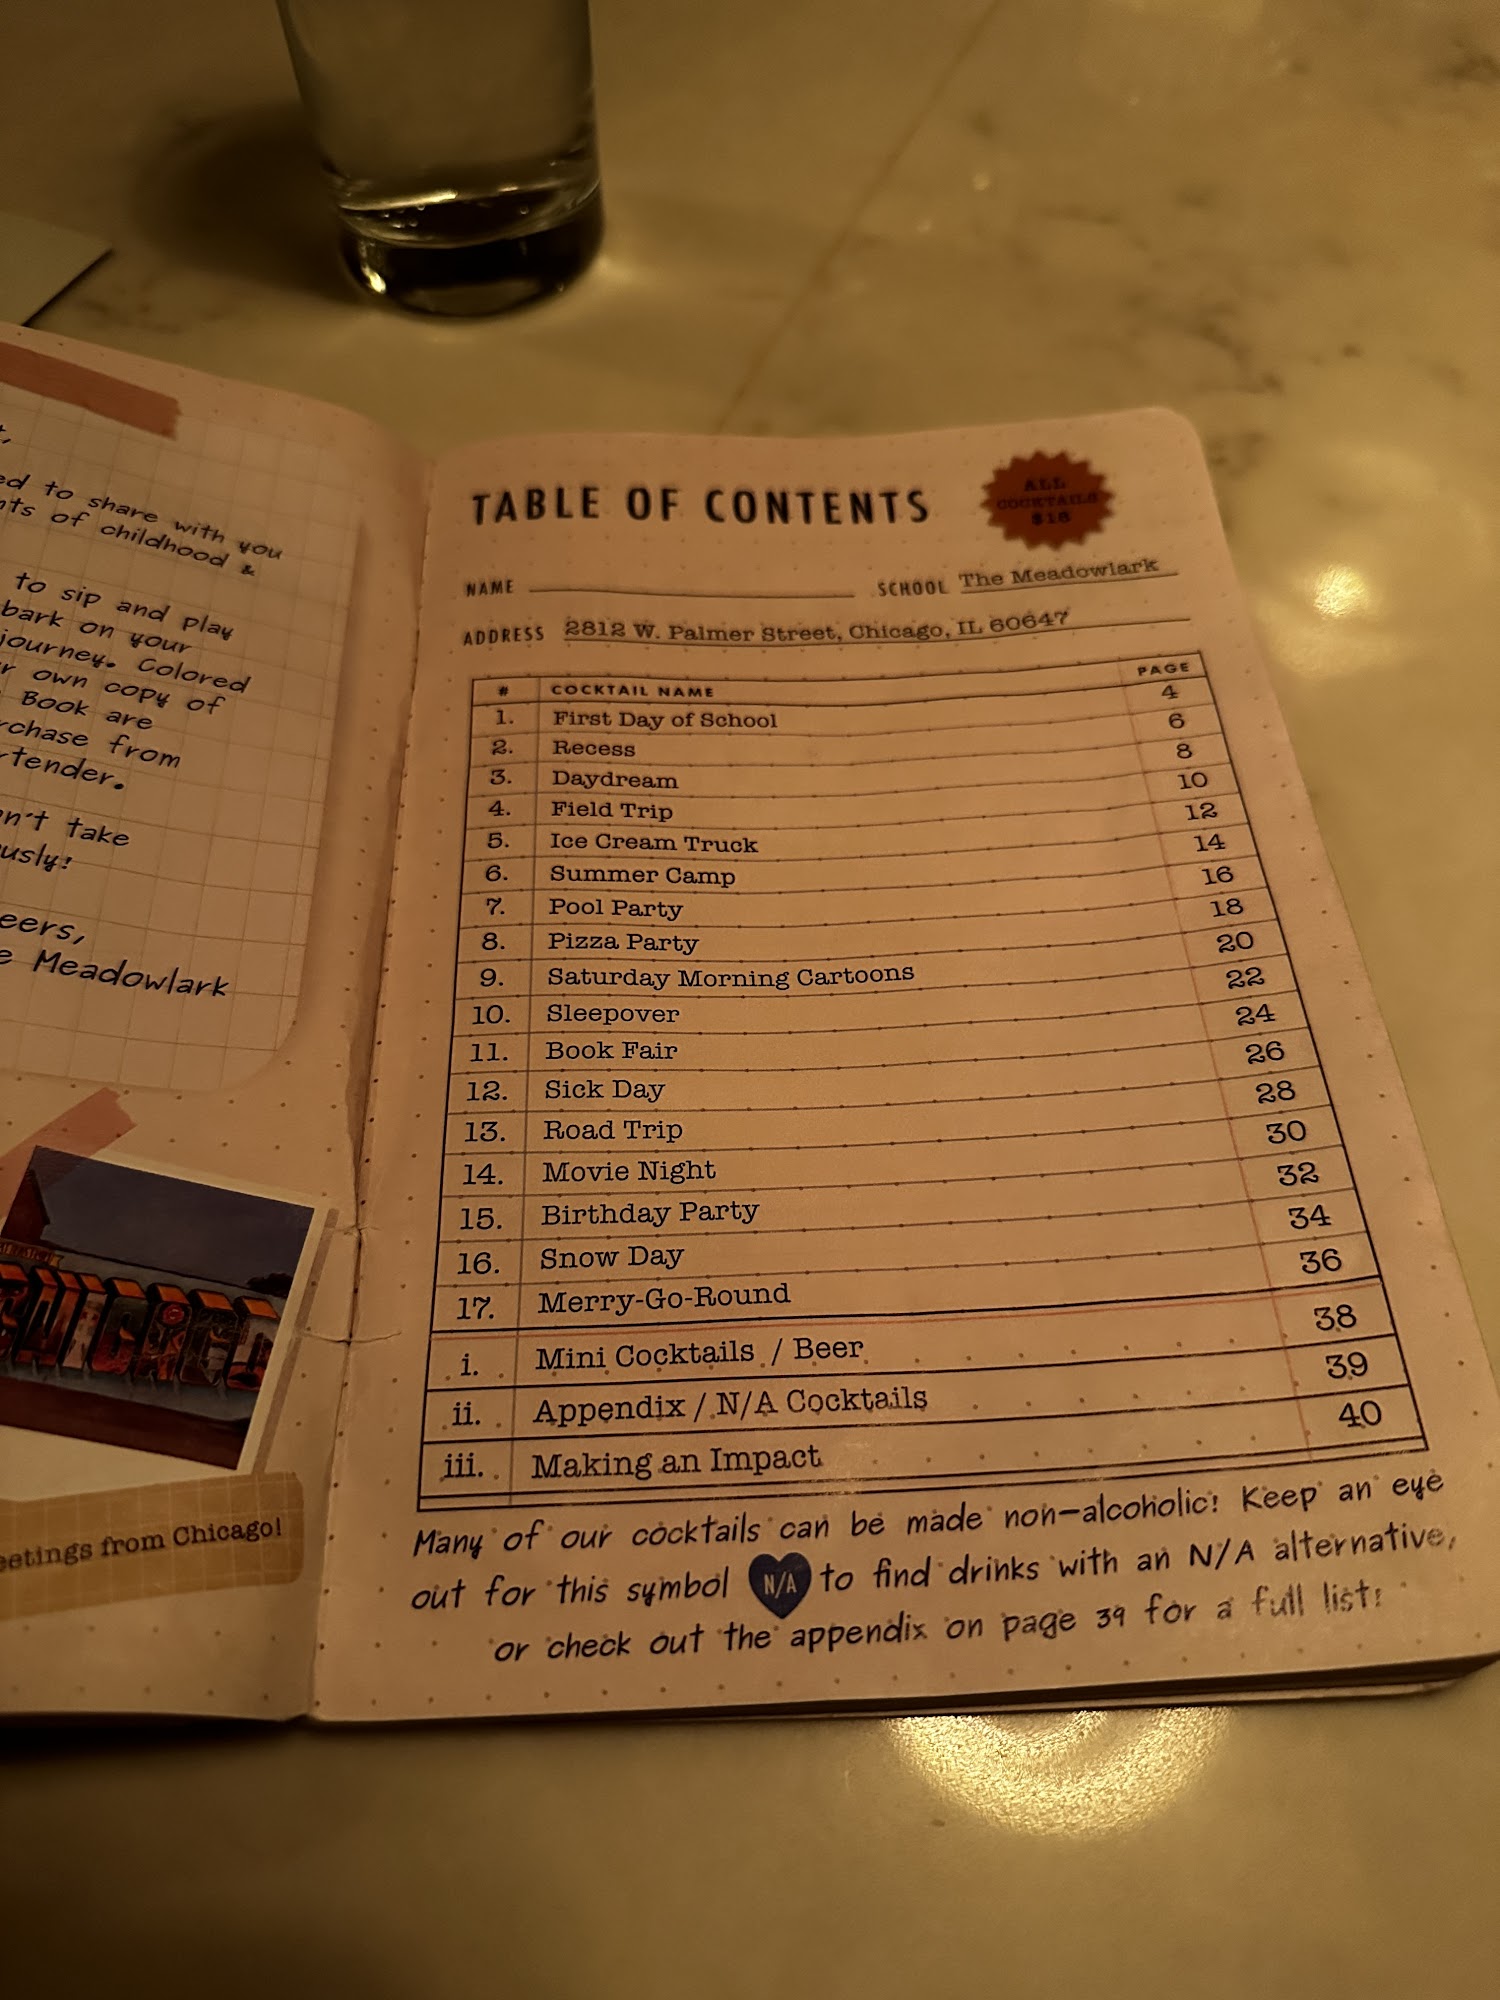 t,
ed to share with you
nts of childhood &
to sip and play
bark on your
journey. Colored
r own copy of
Book are
rchase from
rtender.
n't take
usly!
eers,
e Meadowlark
eetings from Chicago!
TABLE OF CONTENTS
ALL
COCKTAILS
NAME SCHOOL The Meadowlark
ADDRESS 2812 W. Palmer Street, Chicago, IL 60647
# COCKTAIL NAME PAGE
1. First Day of School 4
2. Recess 6
3. Daydream 8
4. Field Trip 10
5. Ice Cream Truck 12
6. Summer Camp 14
7. Pool Party 16
8. Pizza Party 18
9. Saturday Morning Cartoons 20
10. Sleepover 22
11. Book Fair 24
12. Sick Day 26
13. Road Trip 28
14. Movie Night 30
15. Birthday Party 32
16. Snow Day 34
17. Merry-Go-Round 36
i. Mini Cocktails / Beer 38
ii. Appendix / N/A Cocktails 39
iii. Making an Impact 40
Many of our cocktails can be made non-alcoholic! Keep an eye
out for this symbol N/A to find drinks with an N/A alternative,
or check out the appendix on page 39 for a full list!